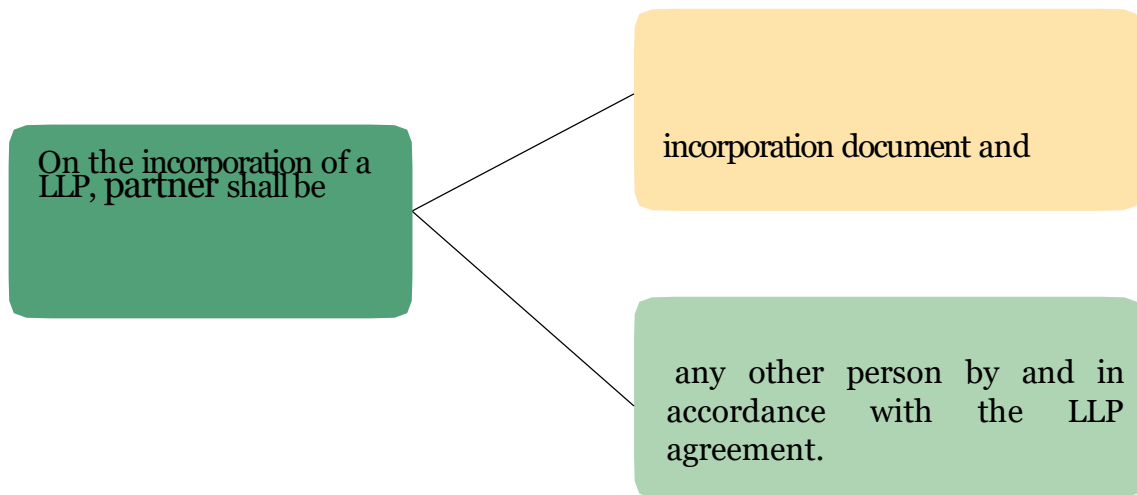 On the incorporation of a
LLP, partner shall be
incorporation document and
any other person by and in
accordance with the LLP
agreement.